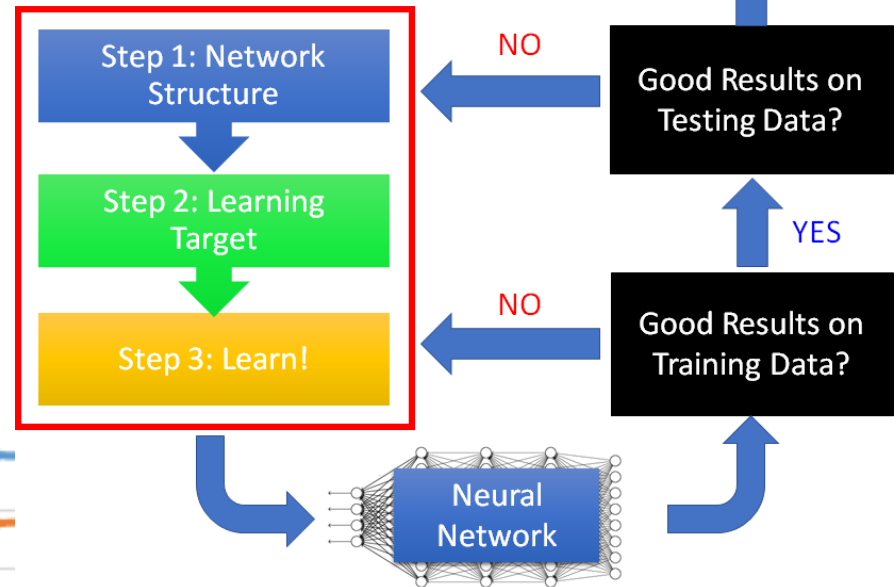 Step 1: Network
Structure
Step 2: Learning
Target
Step 3: Learn!
NO
Good Results on
Testing Data?
YES
NO
Good Results on
Training Data?
Neural
Network